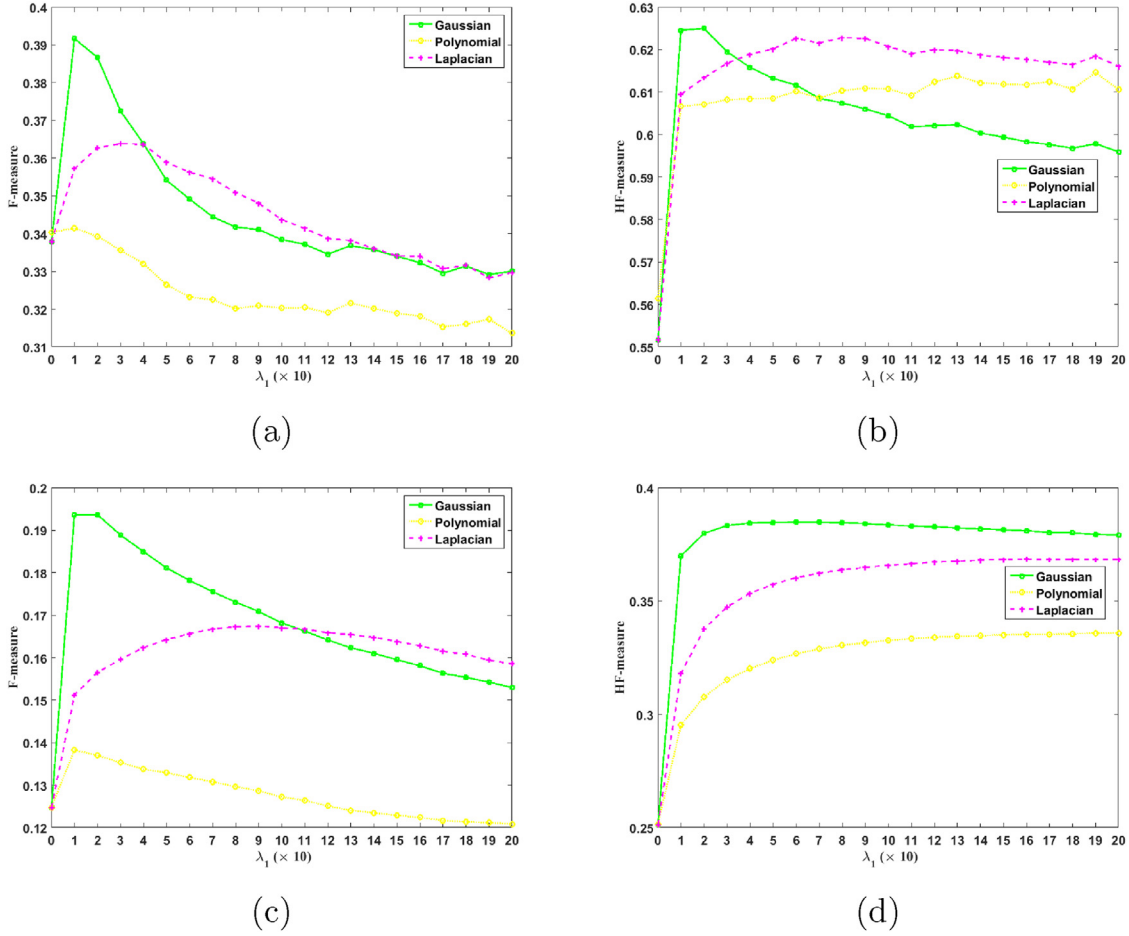 0.4
0.39
0.38
0.37
0.36
0.35
0.34
0.33
0.32
0.31
F-measure
Gaussian
Polynomial
Laplacian
0 1 2 3 4 5 6 7 8 9 10 11 12 13 14 15 16 17 18 19 20
λ1 (× 10)
(a)
0.63
0.62
0.61
0.6
0.59
0.58
0.57
0.56
0.55
HF-measure
Gaussian
Polynomial
Laplacian
0 1 2 3 4 5 6 7 8 9 10 11 12 13 14 15 16 17 18 19 20
λ1 (× 10)
(b)
0.2
0.19
0.18
0.17
0.16
0.15
0.14
0.13
0.12
F-measure
Gaussian
Polynomial
Laplacian
0 1 2 3 4 5 6 7 8 9 10 11 12 13 14 15 16 17 18 19 20
λ1 (× 10)
(c)
0.4
0.35
0.3
0.25
HF-measure
Gaussian
Polynomial
Laplacian
0 1 2 3 4 5 6 7 8 9 10 11 12 13 14 15 16 17 18 19 20
λ1 (× 10)
(d)